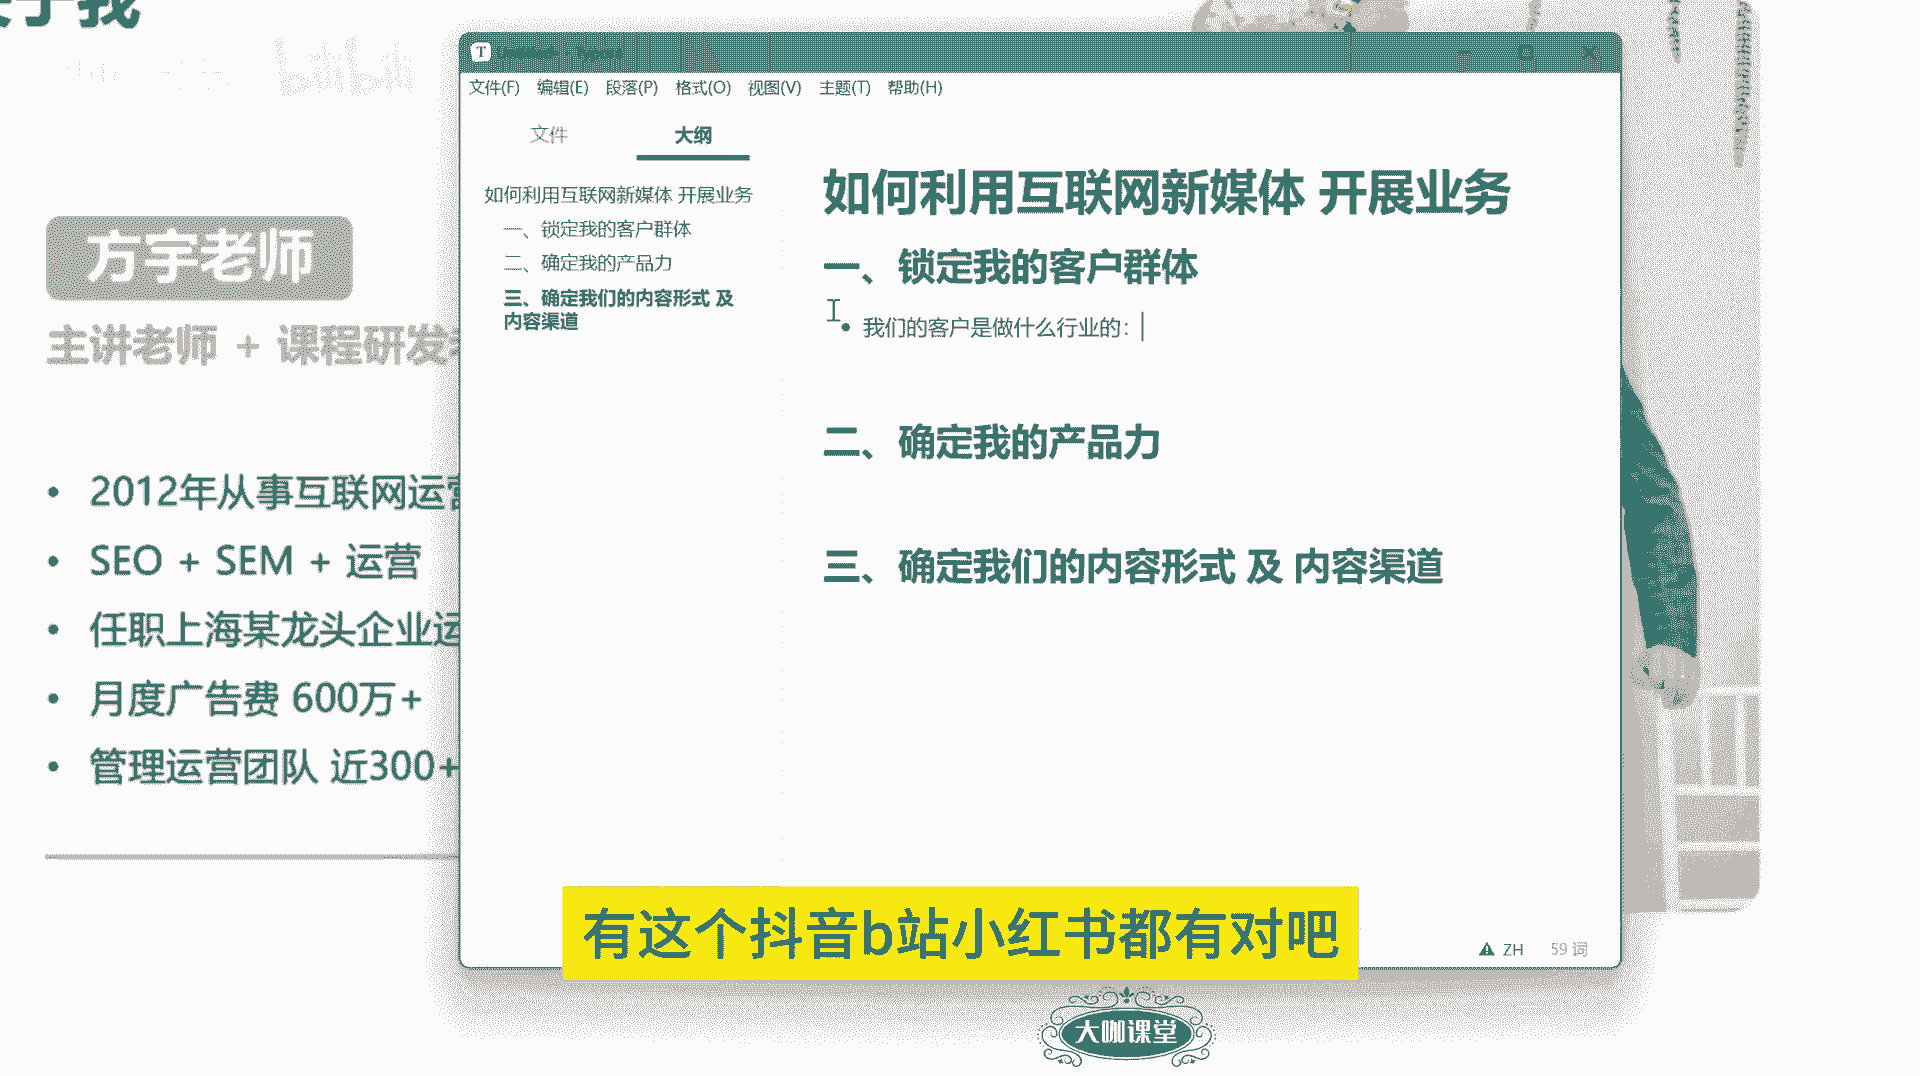 关于我
bilibili
方宇老师
主讲老师 + 课程研发
• 2012年从事互联网运营
• SEO + SEM + 运营
• 任职上海某龙头企业运
• 月度广告费 600万+
• 管理运营团队 近300+
文件(F) 编辑(E) 段落(P) 格式(O) 视图(V) 主题(T) 帮助(H)
文件 大纲
如何利用互联网新媒体 开展业务
一、锁定我的客户群体
二、确定我的产品力
三、确定我们的内容形式 及
内容渠道
如何利用互联网新媒体 开展业务
一、锁定我的客户群体
• 我们的客户是做什么行业的：
二、确定我的产品力
三、确定我们的内容形式 及 内容渠道
ZH 59 词
有这个抖音b站小红书都有对吧
大咖课堂